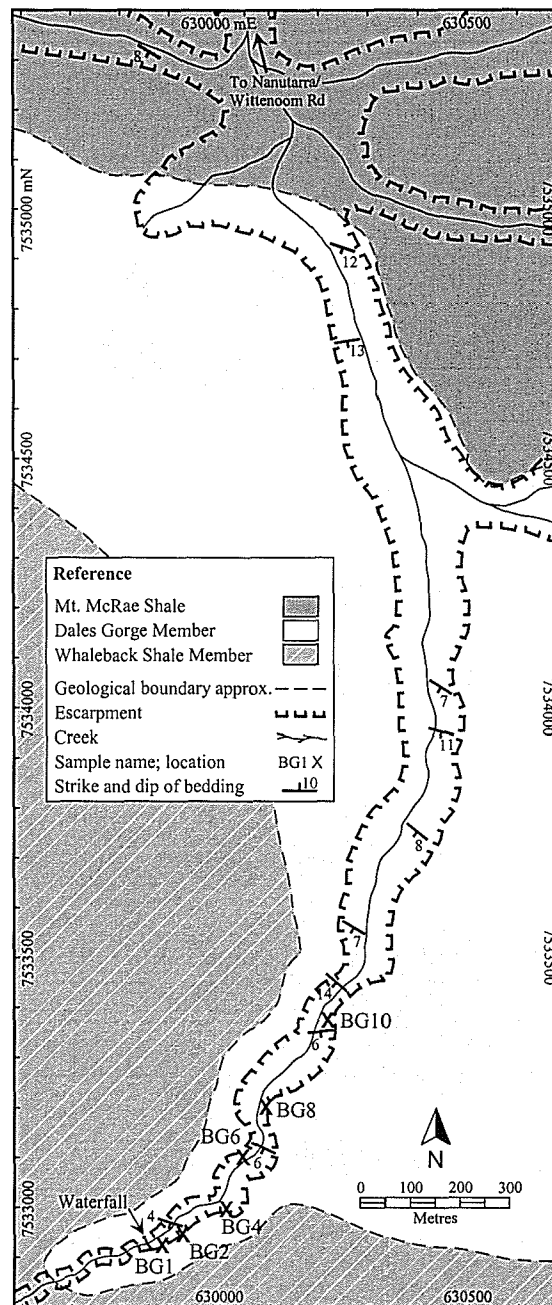 630000 mE
630500
8
To Nanutarra/
Wittenoom Rd
7535000 mN
7535000
12
13
7534500
7534500
Reference
Mt. McRae Shale
Dales Gorge Member
Whaleback Shale Member
Geological boundary approx.
Escarpment
Creek
Sample name; location BG1 X
Strike and dip of bedding 10
7534000
7534000
7
11
8
7
7533500
7533500
14
BG10
6
BG8
BG6
6
N
7533000
7533000
Waterfall
4
BG4
BG2
BG1
0 100 200 300
Metres
630000
630500